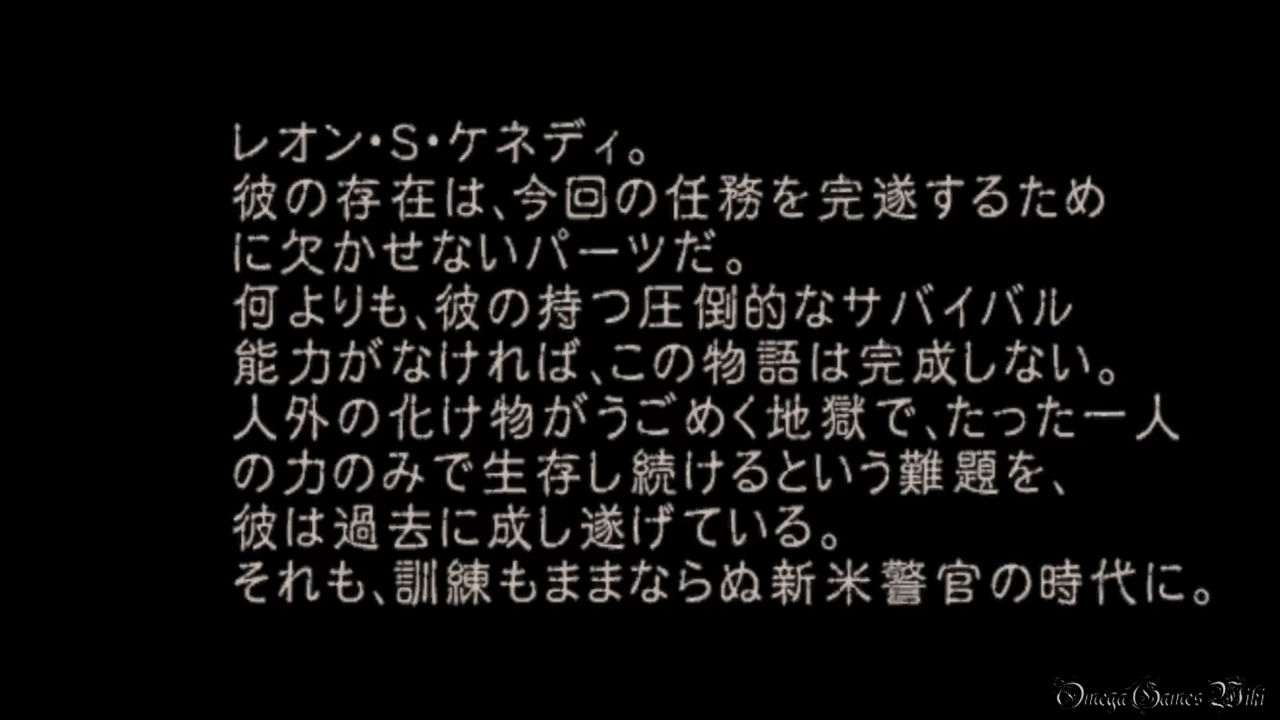 レオン・S・ケネディ。
彼の存在は、今回の任務を完遂するため
に欠かせないパーツだ。
何よりも、彼の持つ圧倒的なサバイバル
能力がなければ、この物語は完成しない。
人外の化け物がうごめく地獄で、たった一人
の力のみで生存し続けるという難題を、
彼は過去に成し遂げている。
それも、訓練もままならぬ新米警官の時代に。
Omega Games Wiki